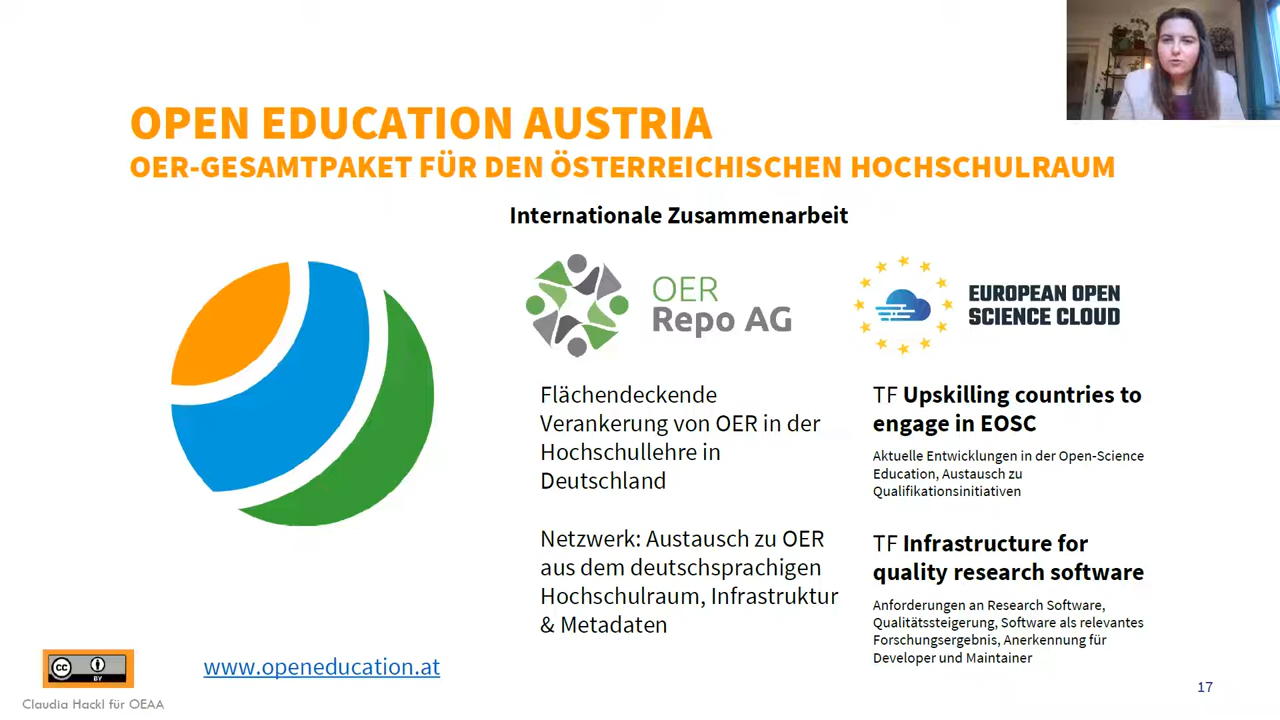 OPEN EDUCATION AUSTRIA
OER-GESAMTPAKET FÜR DEN ÖSTERREICHISCHEN HOCHSCHULRAUM
Internationale Zusammenarbeit
OER
Repo AG
Flächendeckende
Verankerung von OER in der
Hochschullehre in
Deutschland
Netzwerk: Austausch zu OER
aus dem deutschsprachigen
Hochschulraum, Infrastruktur
& Metadaten
EUROPEAN OPEN
SCIENCE CLOUD
TF Upskilling countries to
engage in EOSC
Aktuelle Entwicklungen in der Open-Science
Education, Austausch zu
Qualifikationsinitiativen
TF Infrastructure for
quality research software
Anforderungen an Research Software,
Qualitätssteigerung, Software als relevantes
Forschungsergebnis, Anerkennung für
Developer und Maintainer
cc
BY
Claudia Hackl für OEAA
www.openeducation.at
17